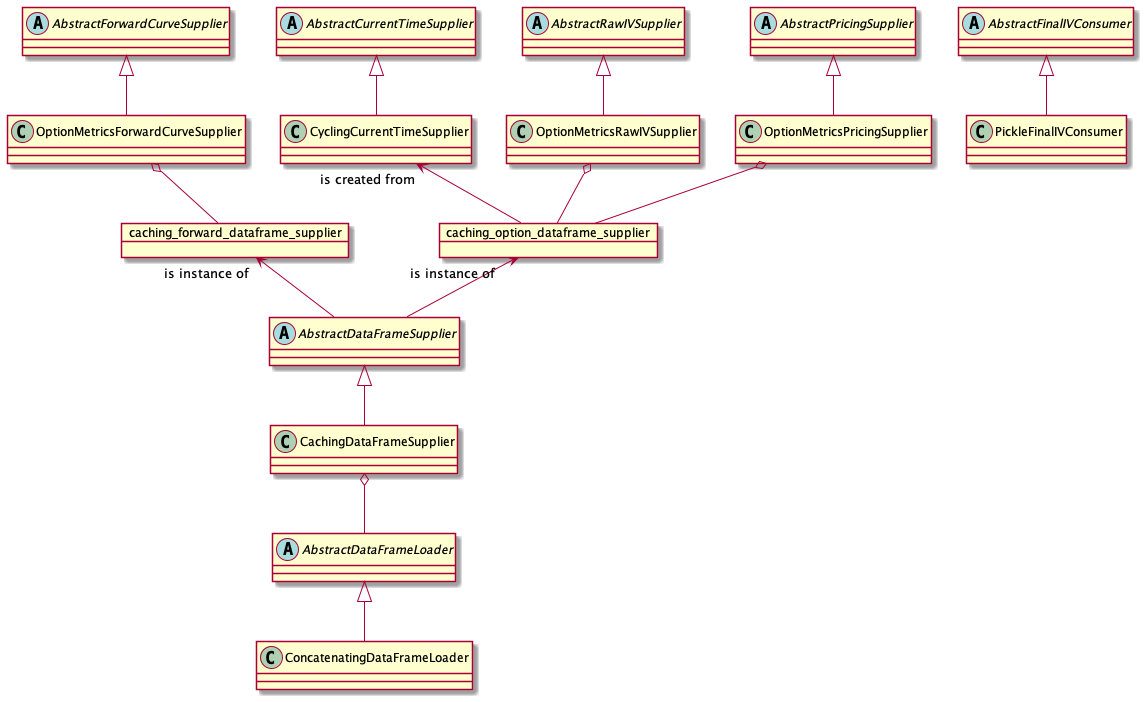 A AbstractForwardCurveSupplier
A AbstractCurrentTimeSupplier
A AbstractRawIVSupplier
A AbstractPricingSupplier
A AbstractFinalIVConsumer
C OptionMetricsForwardCurveSupplier
C CyclingCurrentTimeSupplier
C OptionMetricsRawIVSupplier
C OptionMetricsPricingSupplier
C PickleFinalIVConsumer
is created from
caching_forward_dataframe_supplier
caching_option_dataframe_supplier
is instance of
is instance of
A AbstractDataFrameSupplier
C CachingDataFrameSupplier
A AbstractDataFrameLoader
C ConcatenatingDataFrameLoader